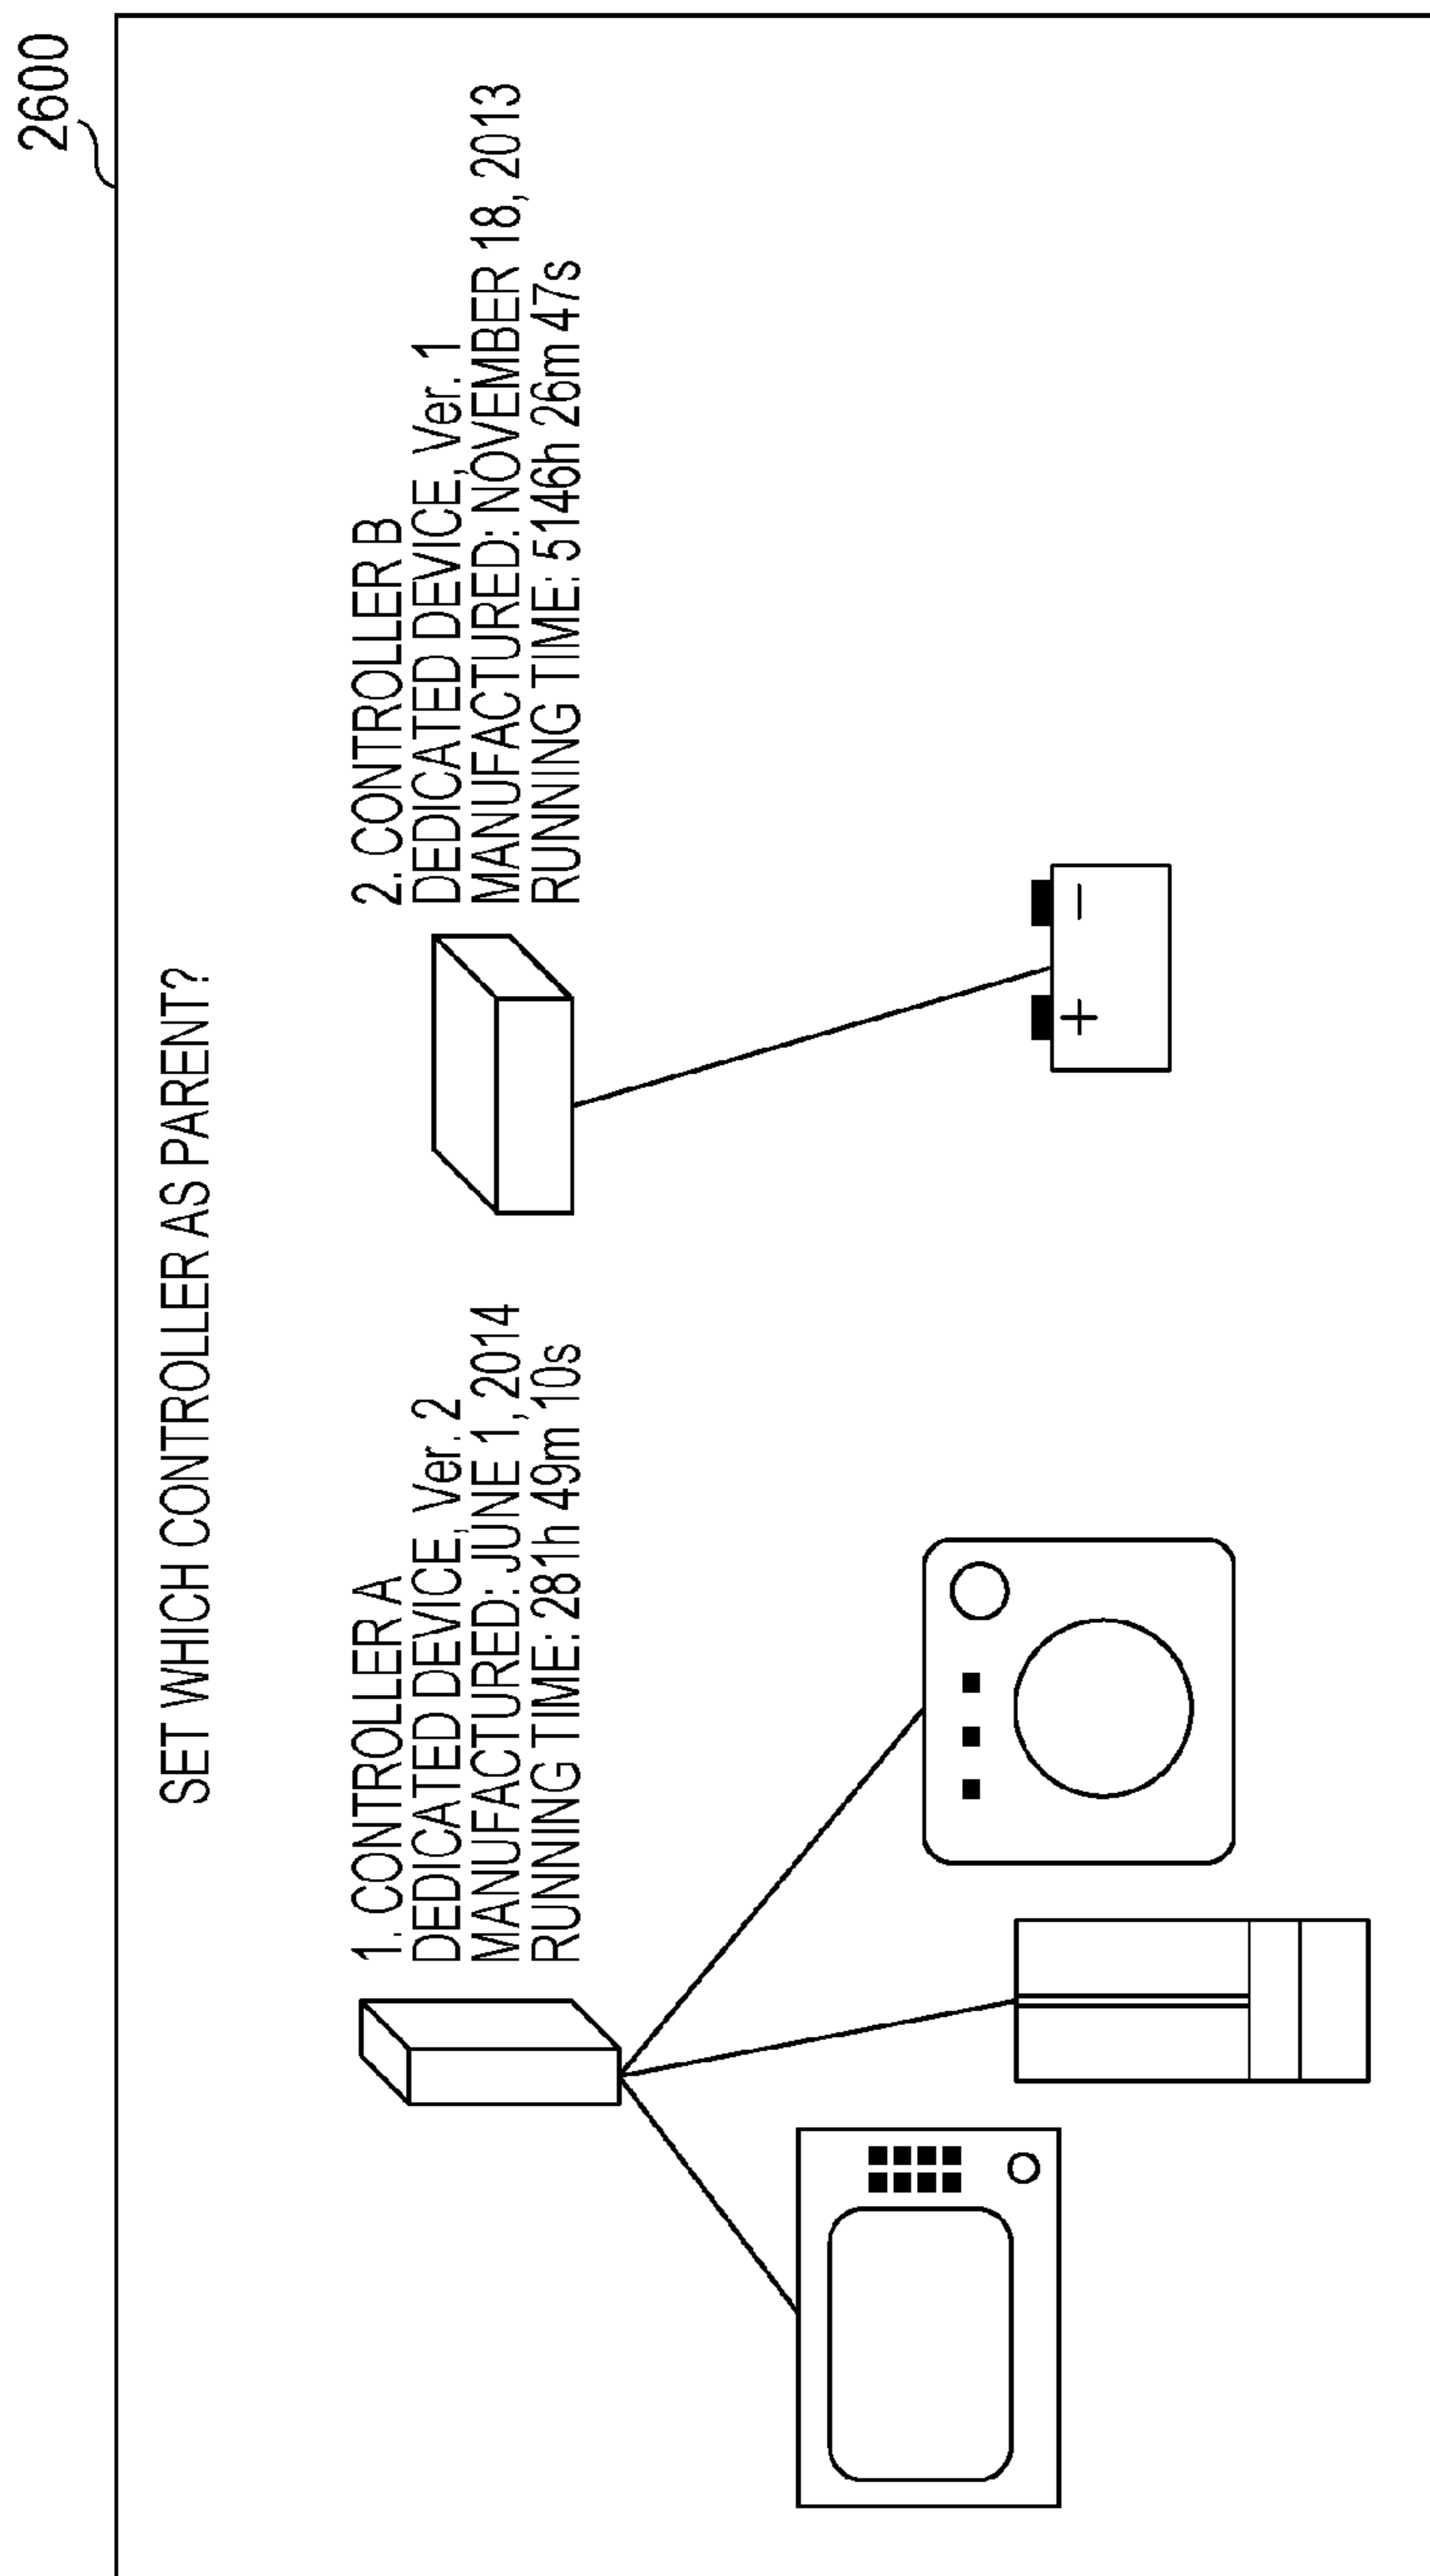 2600
SET WHICH CONTROLLER AS PARENT?
1. CONTROLLER A
DEDICATED DEVICE, Ver. 2
MANUFACTURED: JUNE 1, 2014
RUNNING TIME: 281h 49m 10s
2. CONTROLLER B
DEDICATED DEVICE, Ver. 1
MANUFACTURED: NOVEMBER 18, 2013
RUNNING TIME: 5146h 26m 47s
+ −